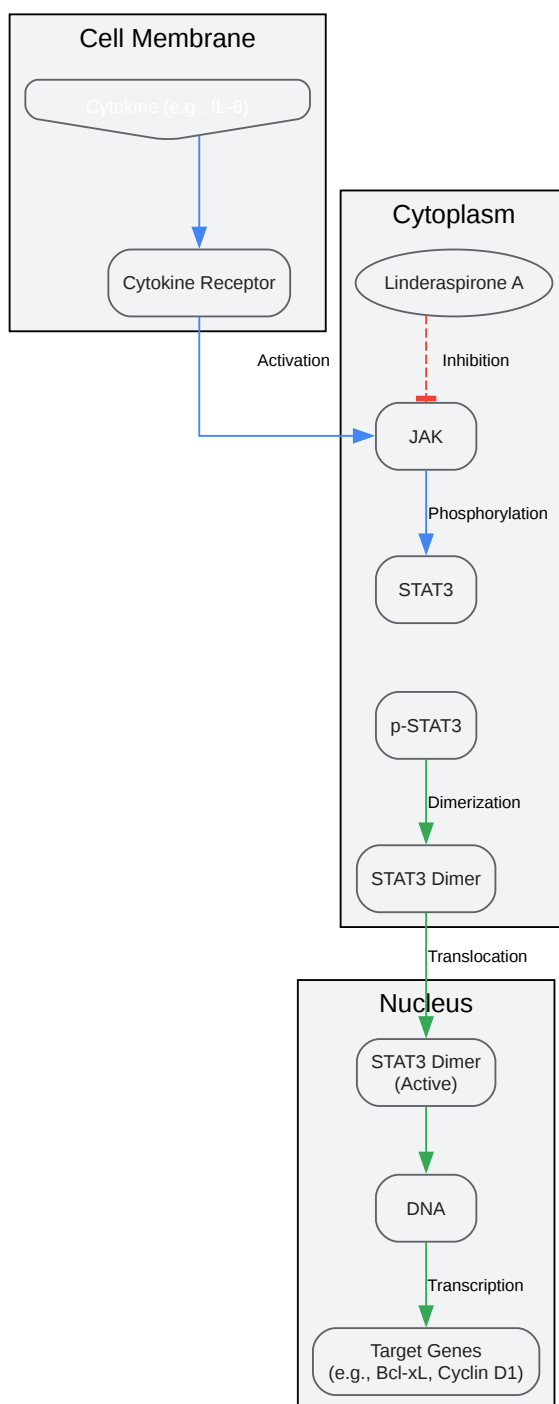 Cell Membrane
Cytokine (e.g., IL-6)
Cytokine Receptor
Activation
Cytoplasm
Linderaspirone A
Inhibition
JAK
Phosphorylation
STAT3
p-STAT3
Dimerization
STAT3 Dimer
Translocation
Nucleus
STAT3 Dimer
(Active)
DNA
Transcription
Target Genes
(e.g., Bcl-xL, Cyclin D1)